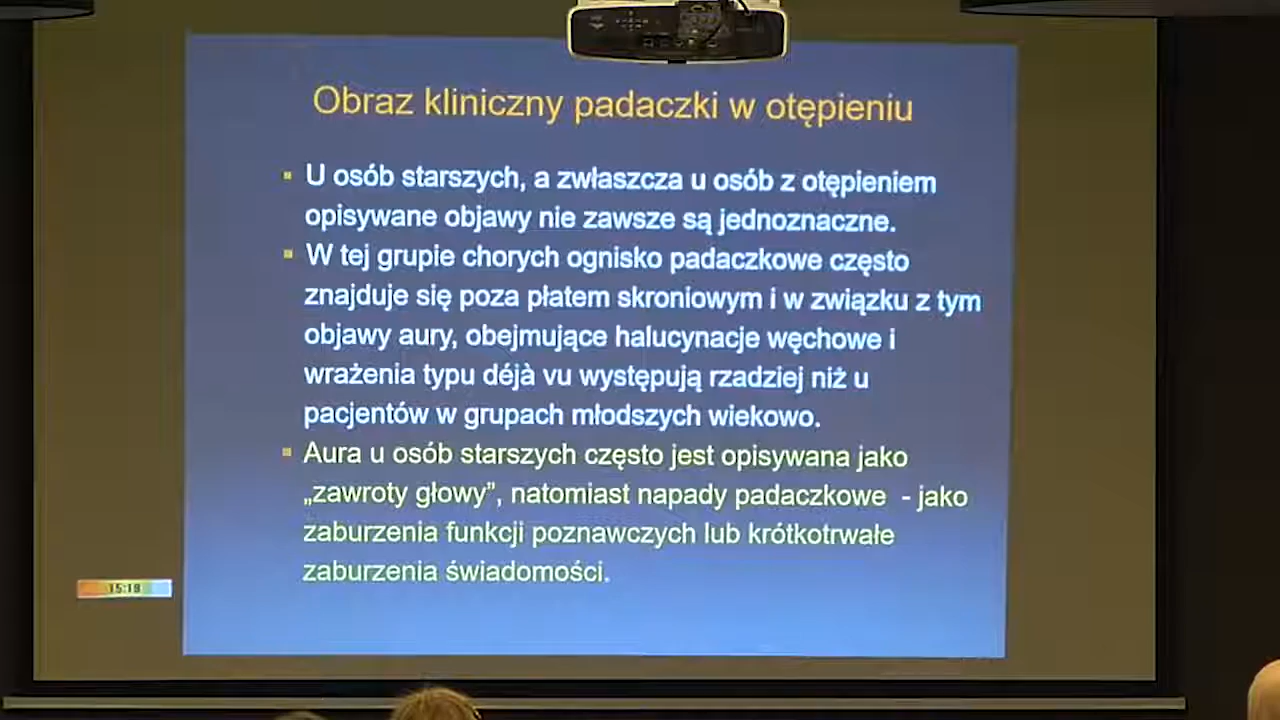 Obraz kliniczny padaczki w otępieniu
▪ U osób starszych, a zwłaszcza u osób z otępieniem
opisywane objawy nie zawsze są jednoznaczne.
▪ W tej grupie chorych ognisko padaczkowe często
znajduje się poza płatem skroniowym i w związku z tym
objawy aury, obejmujące halucynacje węchowe i
wrażenia typu déjà vu występują rzadziej niż u
pacjentów w grupach młodszych wiekowo.
▪ Aura u osób starszych często jest opisywana jako
„zawroty głowy”, natomiast napady padaczkowe - jako
zaburzenia funkcji poznawczych lub krótkotrwałe
zaburzenia świadomości.
15:18